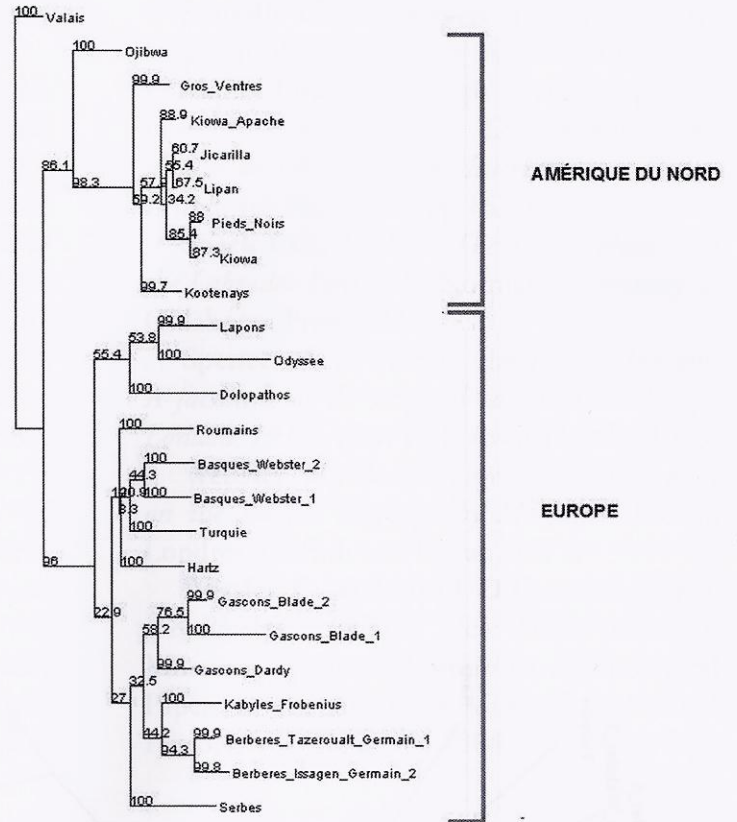 100 Valais
100 Ojibwa
99.9 Gros_Ventres
88.9 Kiowa_Apache
60.7 Jicarilla
86.1 55.4
AMÉRIQUE DU NORD
98.3 57.9 67.5 Lipan
59.2 34.2
88 Pieds_Noirs
85.4
87.3 Kiowa
99.7 Kootenays
99.9 Lapons
53.8
55.4 100 Odyssee
100 Dolopathos
100 Roumains
100 Basques_Webster_2
44.3
20.9 100 Basques_Webster_1
3.3
EUROPE
100 Turquie
96 100 Hartz
99.9 Gascons_Blade_2
22.9 76.5
58.2 100 Gascons_Blade_1
99.9 Gascons_Dardy
32.5
27 100 Kabyles_Frobenius
44.2 99.9 Berberes_Tazeroualt_Germain_1
94.3
99.8 Berberes_Issagen_Germain_2
100 Serbes